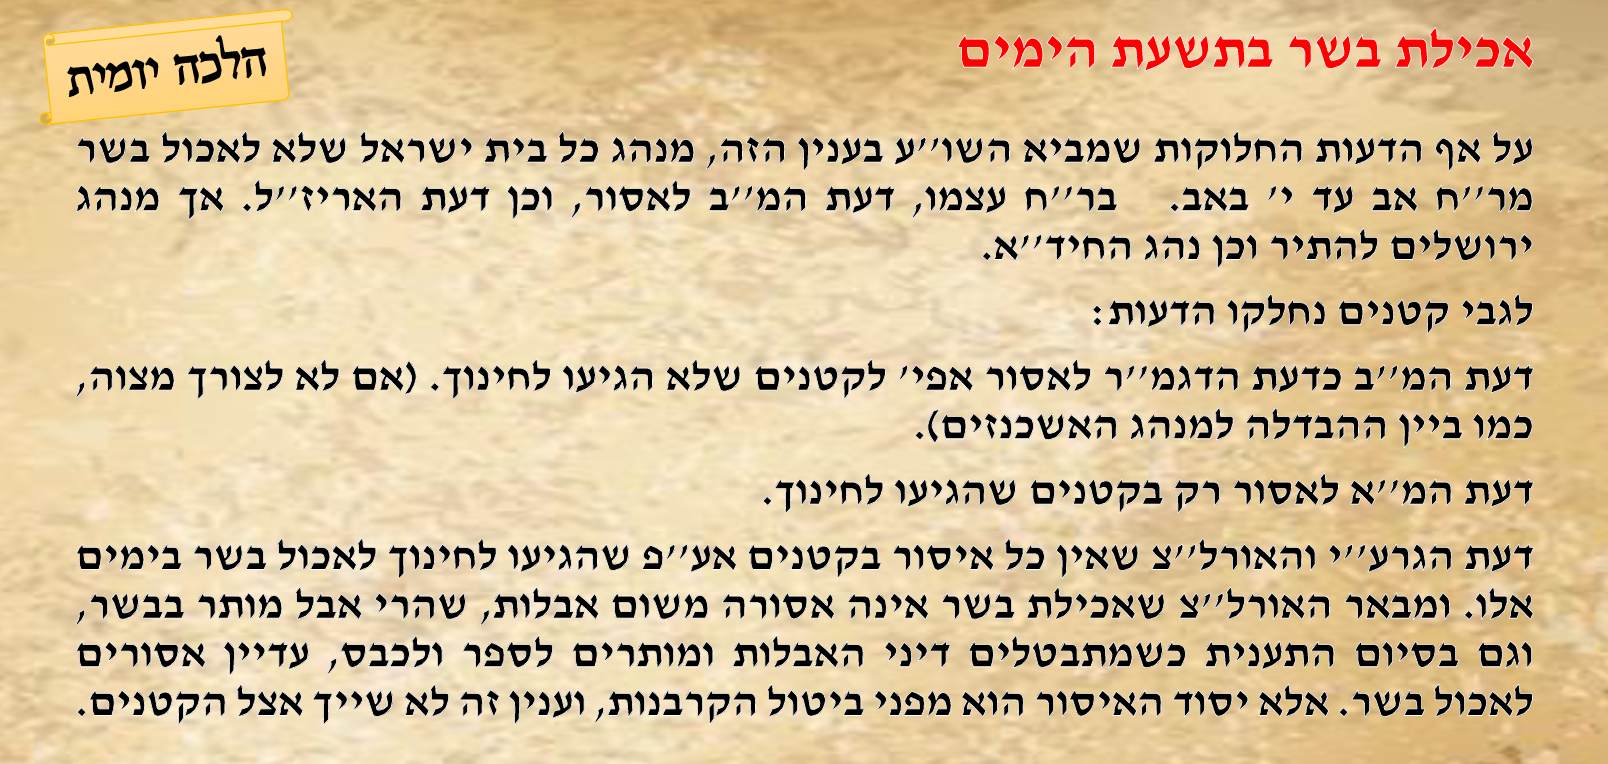 הלכה יומית
אכילת בשר בתשעת הימים
על אף הדעות החלוקות שמביא השו''ע בענין הזה, מנהג כל בית ישראל שלא לאכול בשר
מר''ח אב עד י' באב. בר''ח עצמו, דעת המ''ב לאסור, וכן דעת האריז''ל. אך מנהג
ירושלים להתיר וכן נהג החיד''א.
לגבי קטנים נחלקו הדעות:
דעת המ''ב כדעת הדגמ''ר לאסור אפי' לקטנים שלא הגיעו לחינוך. (אם לא לצורך מצוה,
כמו ביין ההבדלה למנהג האשכנזים).
דעת המ''א לאסור רק בקטנים שהגיעו לחינוך.
דעת הגרע''י והאורל''צ שאין כל איסור בקטנים אע''פ שהגיעו לחינוך לאכול בשר בימים
אלו. ומבאר האורל''צ שאכילת בשר אינה אסורה משום אבלות, שהרי אבל מותר בבשר,
וגם בסיום התענית כשמתבטלים דיני האבלות ומותרים לספר ולכבס, עדיין אסורים
לאכול בשר. אלא יסוד האיסור הוא מפני ביטול הקרבנות, וענין זה לא שייך אצל הקטנים.